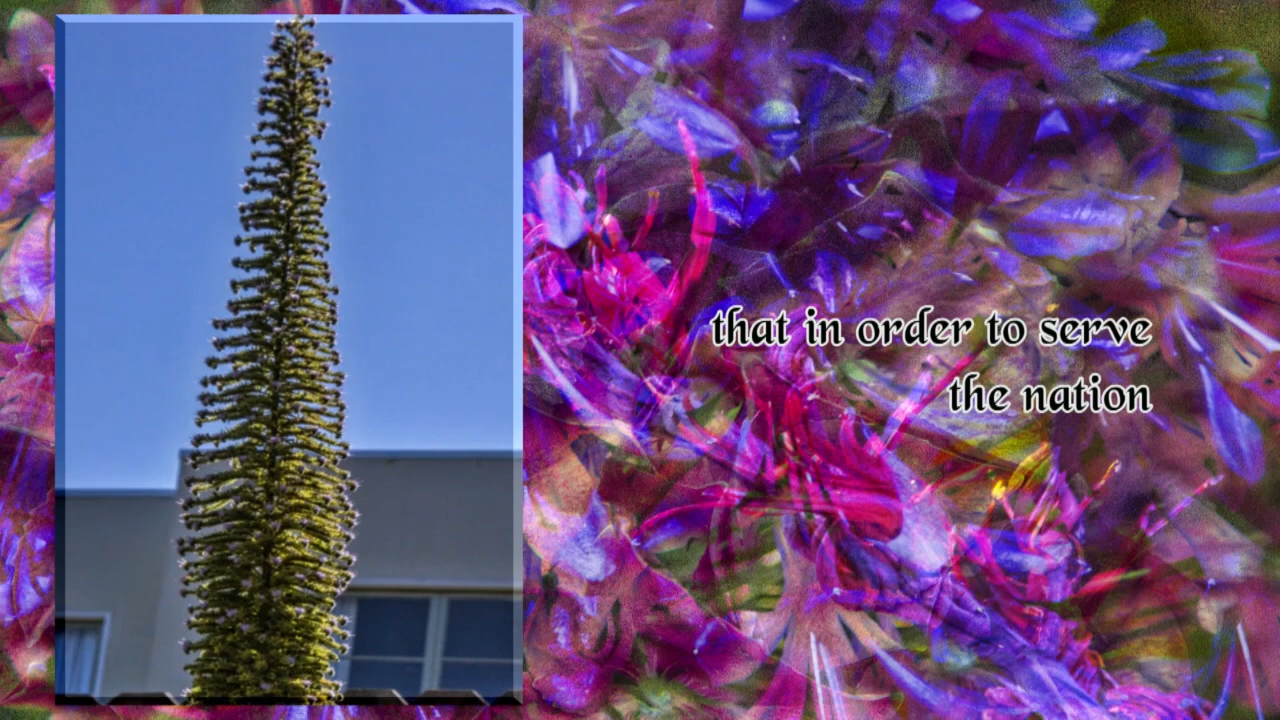 that in order to serve
the nation